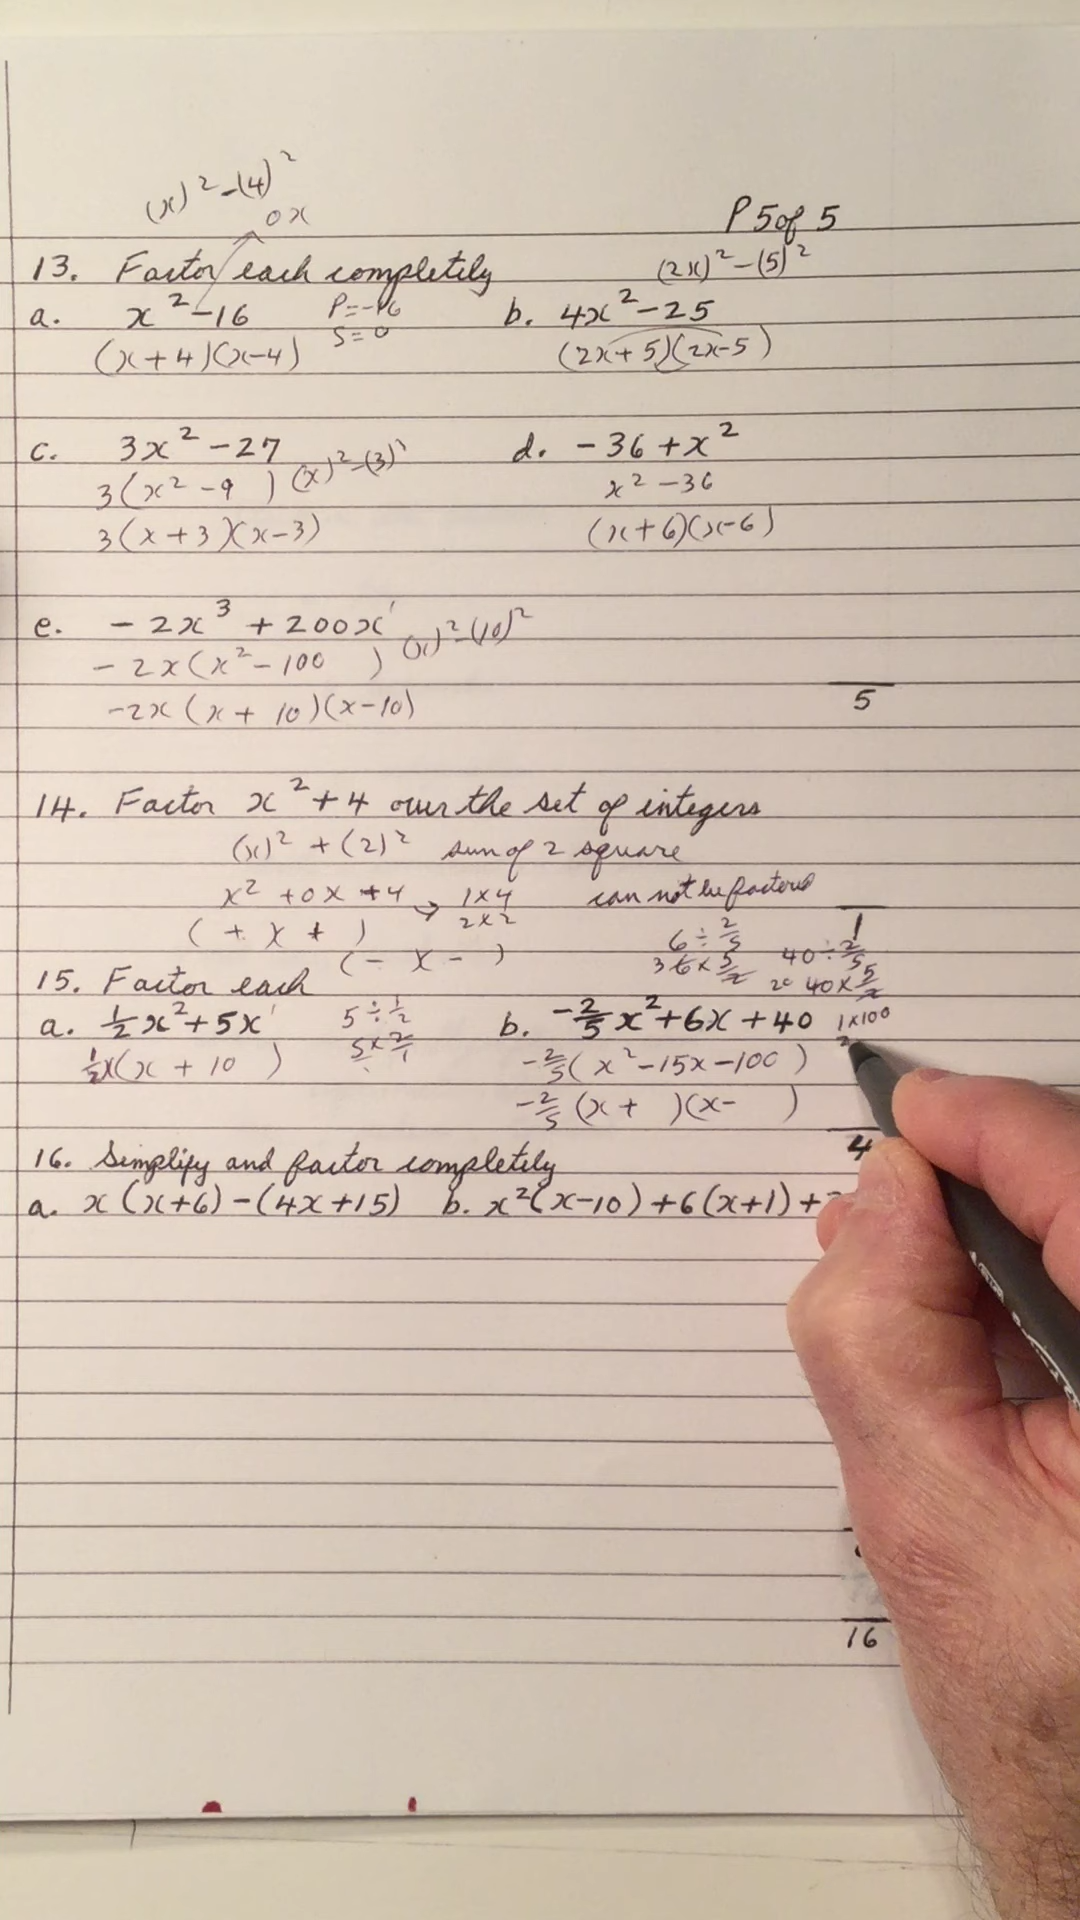 (x)² -(4)²
0x
P 5 of 5
13. Factor each completely
(2x)² -(5)²
a. x² -16 P=-16 S=0
(x+4)(x-4)
b. 4x² -25
(2x+5)(2x-5)
c. 3x² -27
3(x² -9 ) (x)² -(3)²
3(x+3)(x-3)
d. -36 +x²
x² -36
(x+6)(x-6)
e. -2x³ +200x'
-2x(x² -100 ) (x)² -(10)²
-2x(x+ 10)(x-10)
5
14. Factor x² +4 over the set of integers
(x)² +(2)² sum of 2 square
x² +0x +4 → 1x4 can not be factored
2x2
( + )( + )
( - )( - )
1
6÷2/5
3 6x5/2
40÷2/5
20 40x5/2
15. Factor each
a. 1/2x² +5x' 5÷1/2
1/2x(x + 10 ) 5x2/1
b. -2/5x² +6x +40 1x100
2
-2/5( x² -15x -100 )
-2/5 (x+ )(x- )
4
16. Simplify and factor completely
a. x(x+6) -(4x+15) b. x²(x-10) +6(x+1) +
16